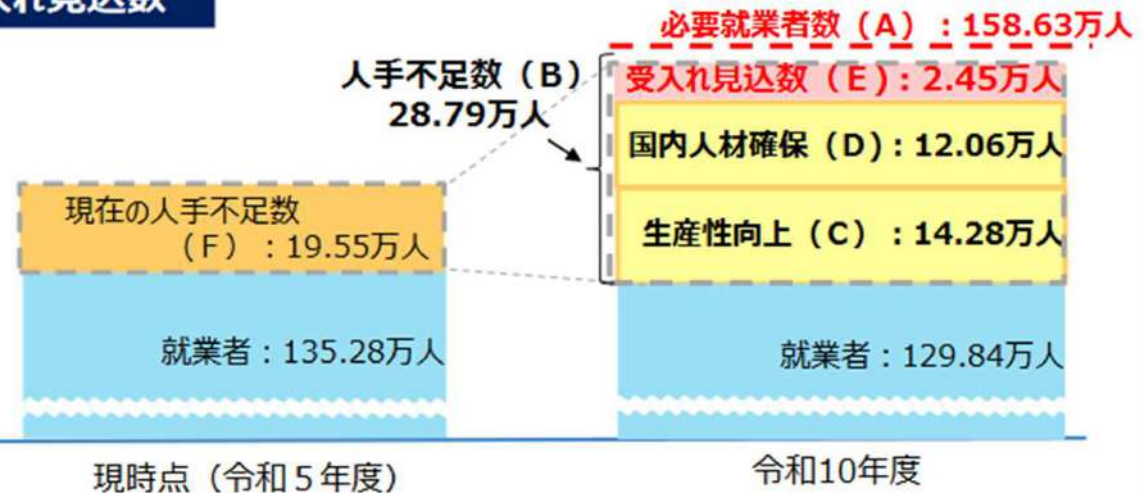 入れ見込数
必要就業者数（A）：158.63万人
人手不足数（B）
28.79万人
受入れ見込数（E）：2.45万人
国内人材確保（D）：12.06万人
生産性向上（C）：14.28万人
現在の人手不足数
（F）：19.55万人
就業者：135.28万人
就業者：129.84万人
現時点（令和５年度）
令和10年度